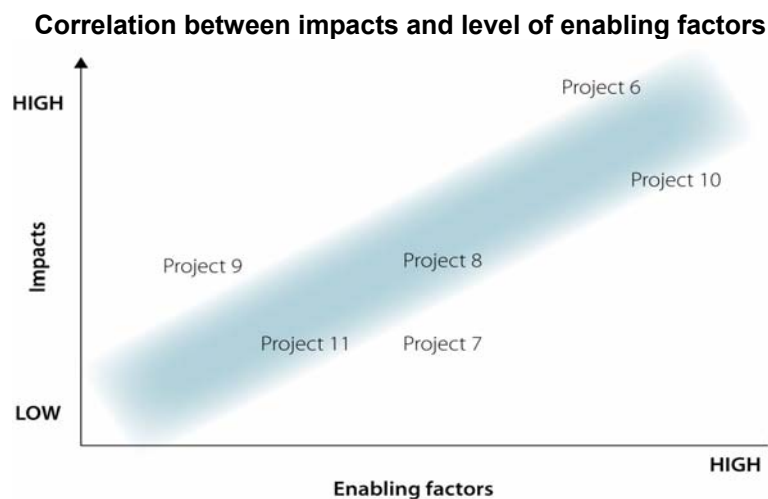 Correlation between impacts and level of enabling factors
HIGH
Project 6
Project 10
Impacts
Project 9
Project 8
Project 11
Project 7
LOW
HIGH
Enabling factors